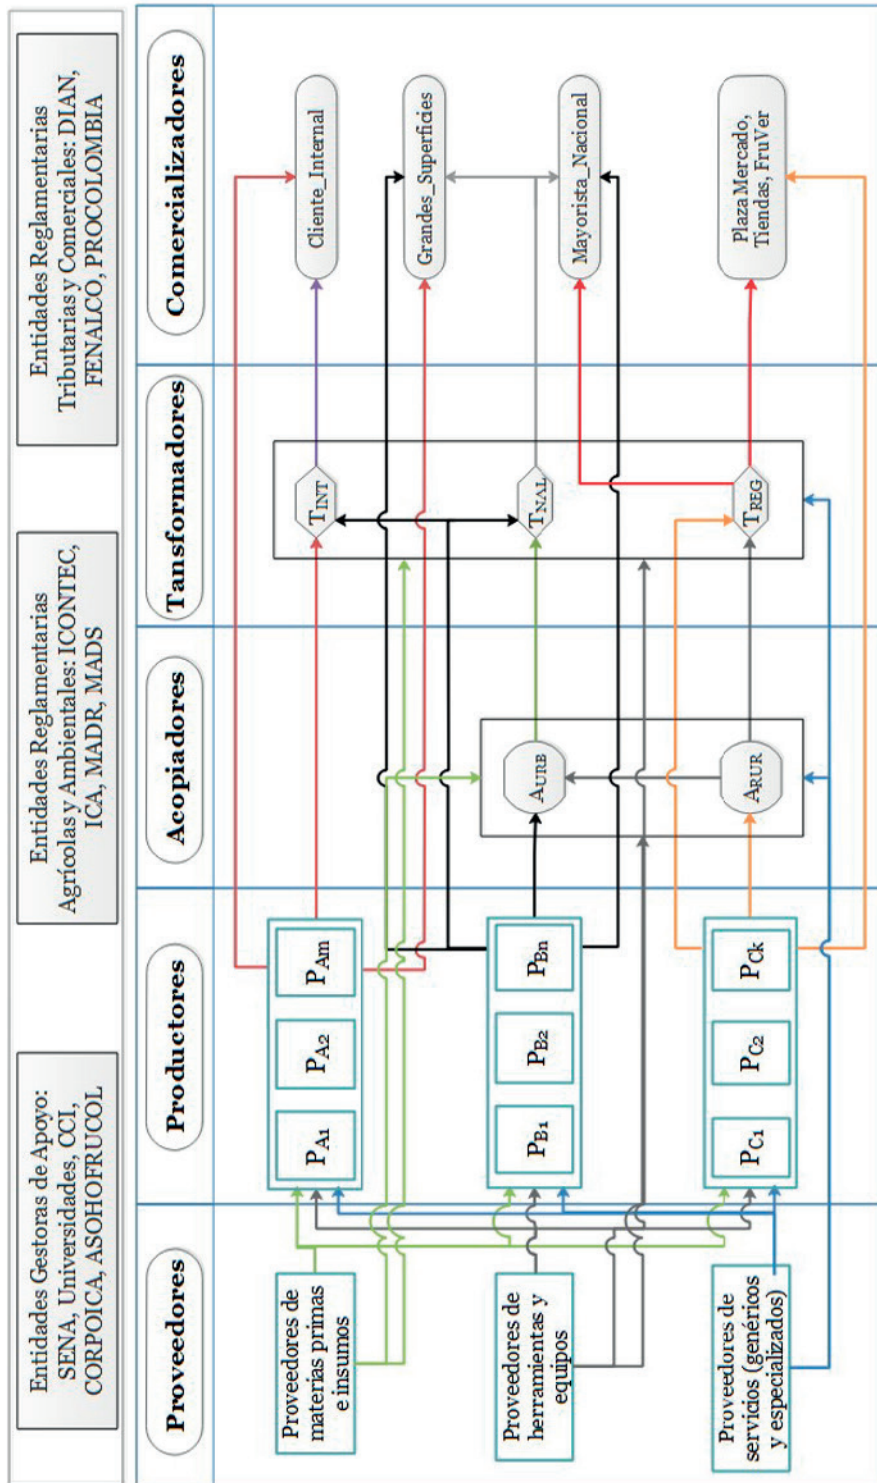 Entidades Gestoras de Apoyo:
SENA, Universidades, CCI,
CORPOICA, ASOHOFRUCOL
Entidades Reglamentarias
Agrícolas y Ambientales: ICONTEC,
ICA, MADR, MADS
Entidades Reglamentarias
Tributarias y Comerciales: DIAN,
FENALCO, PROCOLOMBIA
Proveedores
Productores
Acopiadores
Tansformadores
Comercializadores
Proveedores de
materias primas
e insumos
Proveedores de
herramientas y
equipos
Proveedores de
servicios (genéricos
y especializados)
PA1
PA2
PAm
PB1
PB2
PBn
PC1
PC2
PCk
AURB
ARUR
TINT
TNAL
TREG
Cliente_Internal
Grandes_Superficies
Mayorista_Nacional
Plaza Mercado,
Tiendas, FruVer